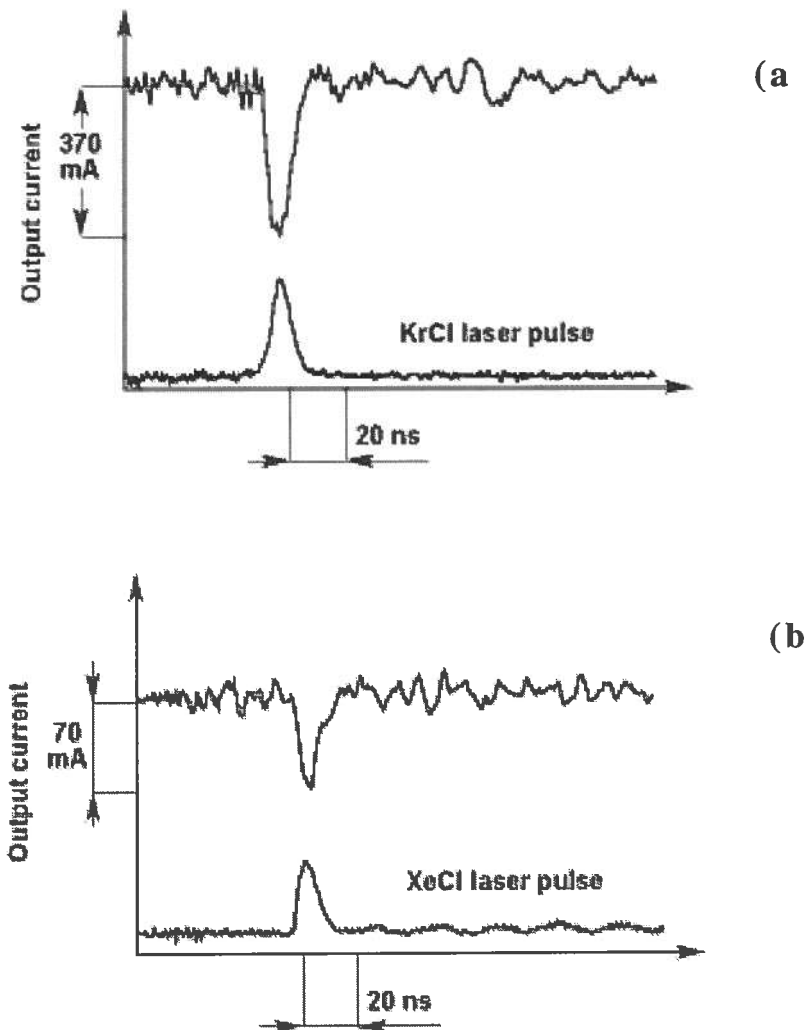 (a
Output current
370
mA
KrCl laser pulse
20 ns
(b
Output current
70
mA
XeCl laser pulse
20 ns